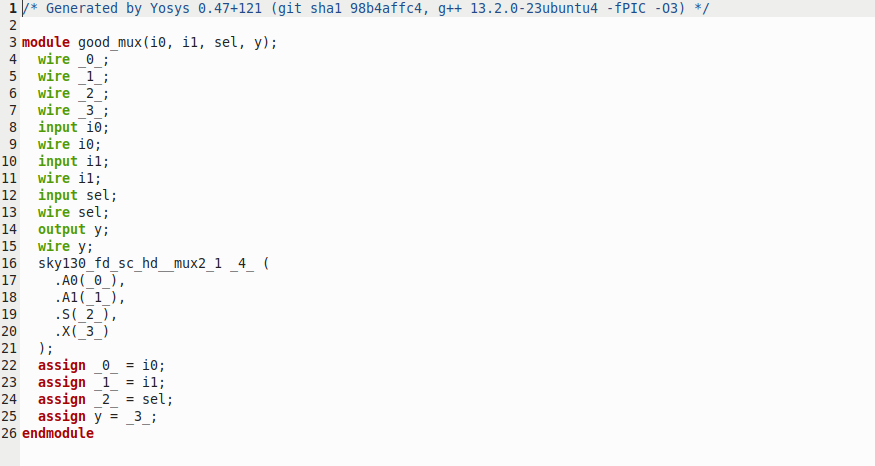 1 /* Generated by Yosys 0.47+121 (git sha1 98b4affc4, g++ 13.2.0-23ubuntu4 -fPIC -O3) */
2
3 module good_mux(i0, i1, sel, y);
4   wire _0_;
5   wire _1_;
6   wire _2_;
7   wire _3_;
8   input i0;
9   wire i0;
10   input i1;
11   wire i1;
12   input sel;
13   wire sel;
14   output y;
15   wire y;
16   sky130_fd_sc_hd__mux2_1 _4_ (
17     .A0(_0_),
18     .A1(_1_),
19     .S(_2_),
20     .X(_3_)
21   );
22   assign _0_ = i0;
23   assign _1_ = i1;
24   assign _2_ = sel;
25   assign y = _3_;
26 endmodule